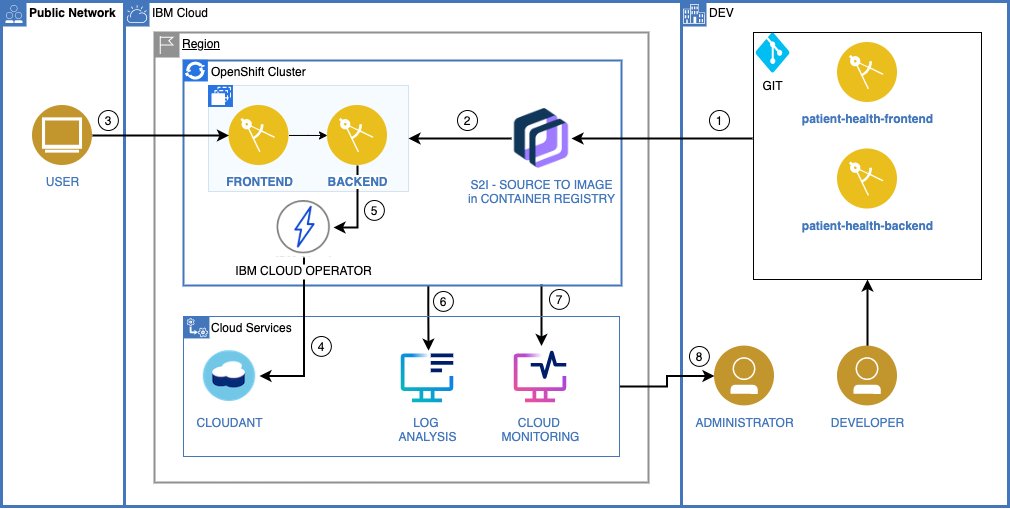 Public Network
IBM Cloud
DEV
Region
OpenShift Cluster
GIT
patient-health-frontend
patient-health-backend
3
2
1
USER
FRONTEND
BACKEND
S2I - SOURCE TO IMAGE
in CONTAINER REGISTRY
5
IBM CLOUD OPERATOR
6
7
Cloud Services
4
8
CLOUDANT
LOG
ANALYSIS
CLOUD
MONITORING
ADMINISTRATOR
DEVELOPER